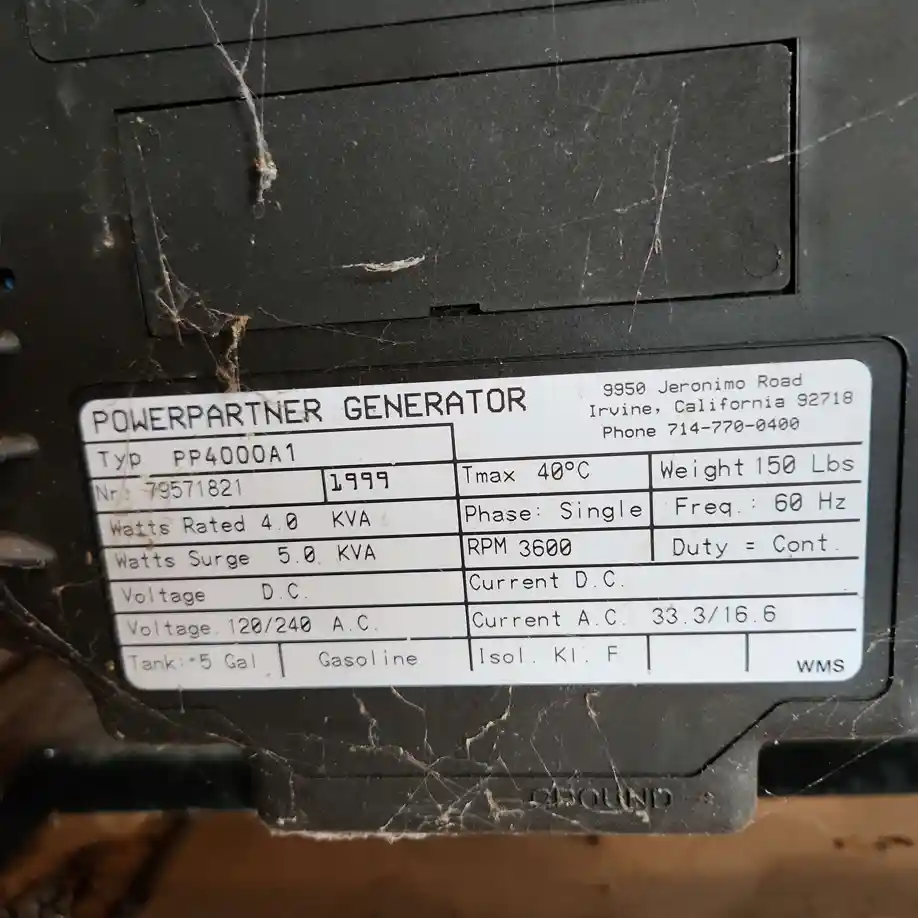 POWERPARTNER GENERATOR
9950 Jeronimo Road
Irvine, California 92718
Phone 714-770-0400
Typ PP4000A1
Nr. 79571821 1999
Tmax 40°C Weight 150 Lbs
Watts Rated 4.0 KVA
Phase: Single Freq.: 60 Hz
Watts Surge 5.0 KVA
RPM 3600 Duty = Cont.
Voltage D.C.
Current D.C.
Voltage 120/240 A.C.
Current A.C. 33.3/16.6
Tank: 5 Gal Gasoline
Isol. Kl. F
WMS
GROUND